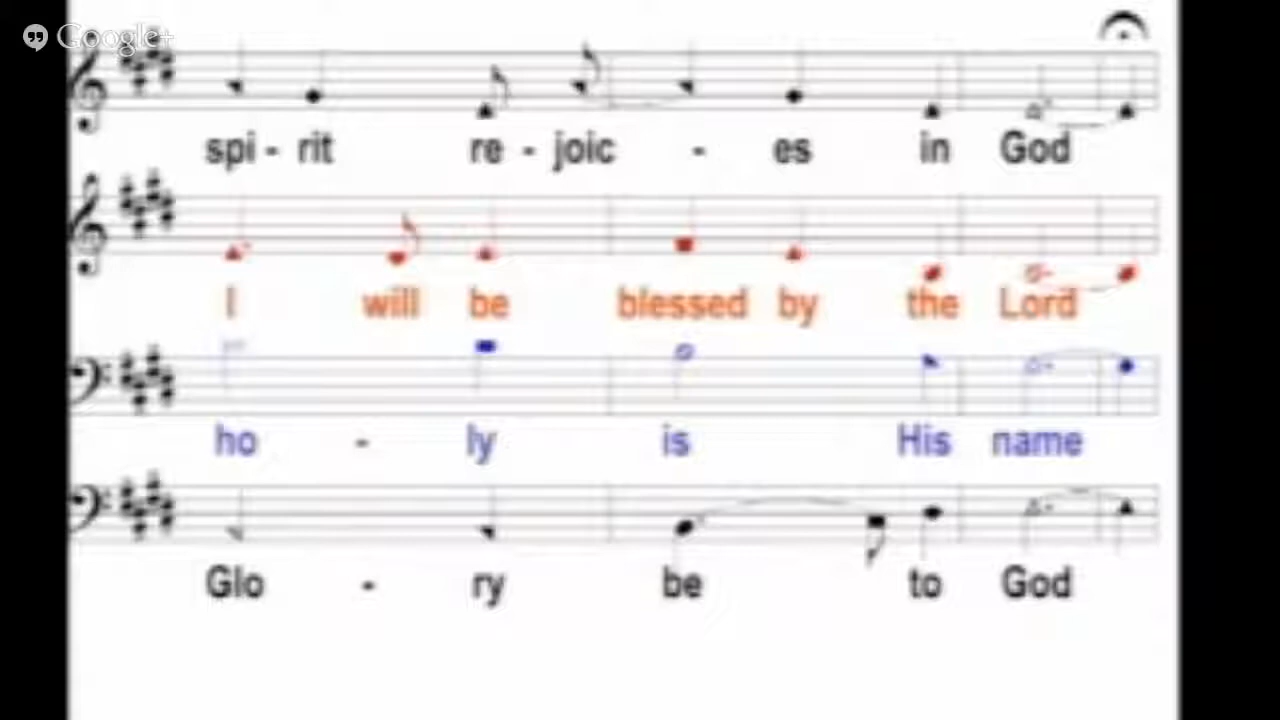 Google+
spi - rit re - joic - es in God
I will be blessed by the Lord
ho - ly is His name
Glo - ry be to God